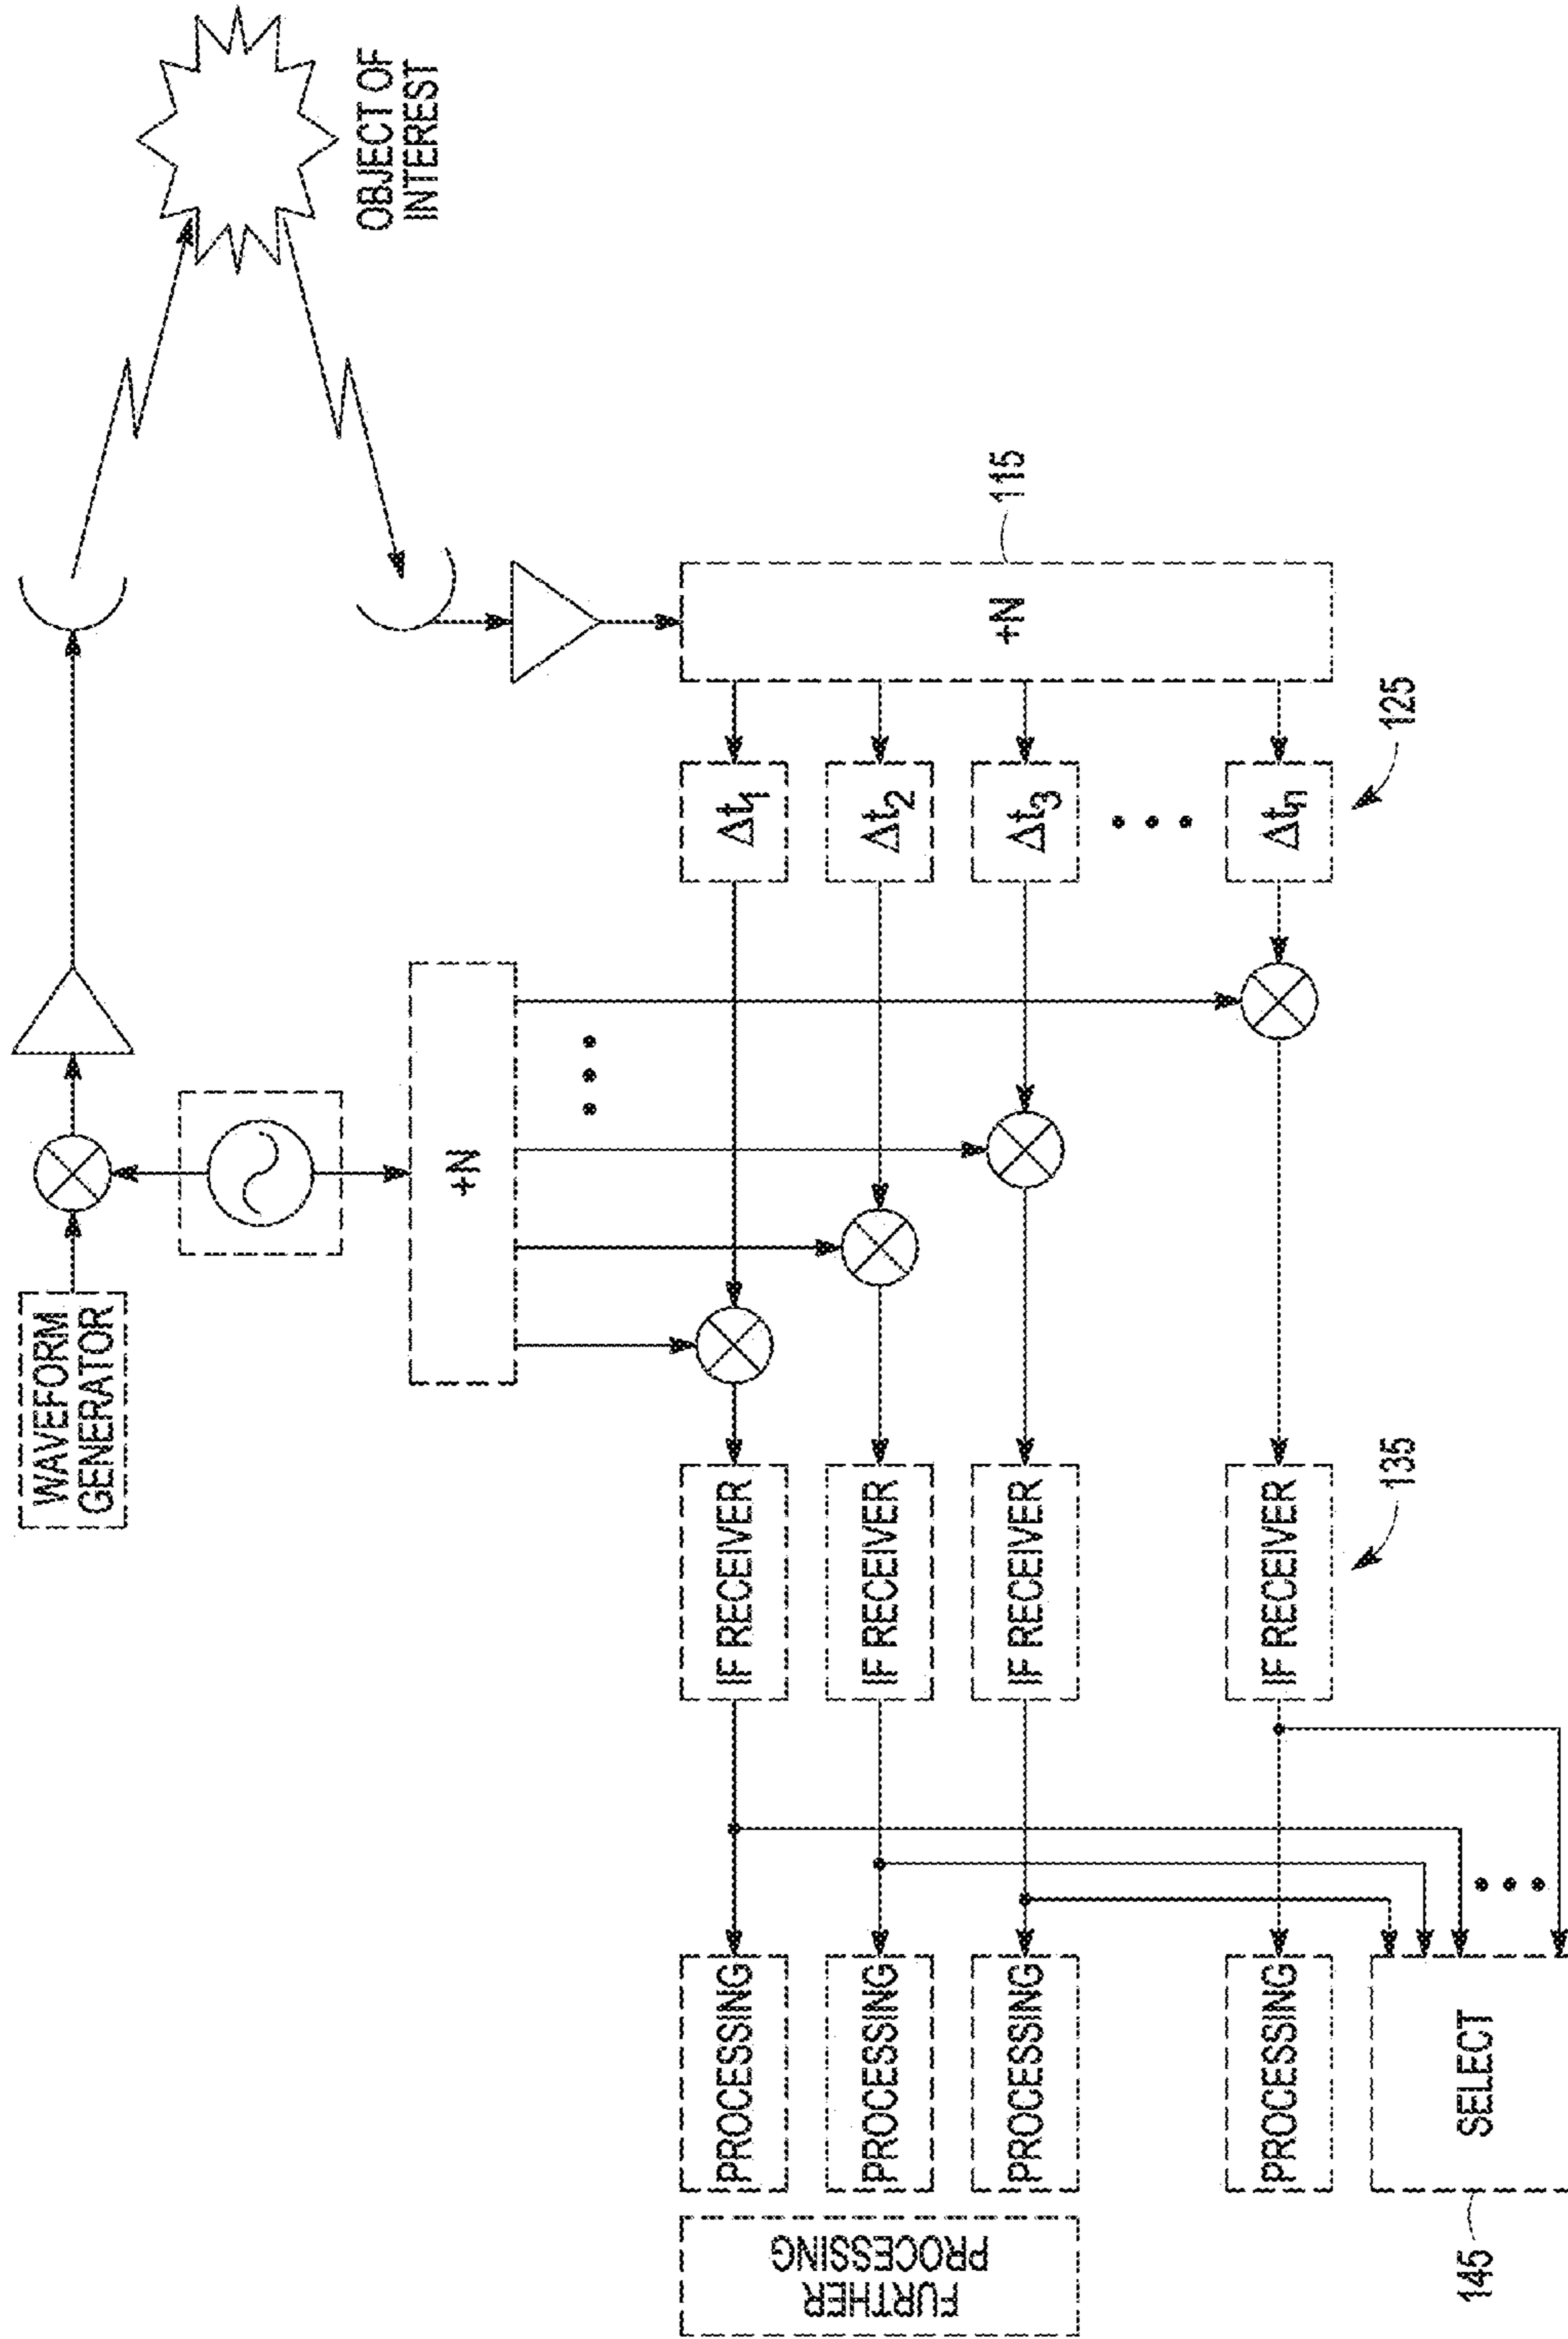 OBJECT OF
INTEREST
WAVEFORM
GENERATOR
+N
+N
115
Δt1
Δt2
Δt3
Δtn
125
IF RECEIVER
IF RECEIVER
IF RECEIVER
IF RECEIVER
135
PROCESSING
PROCESSING
PROCESSING
PROCESSING
SELECT
145
FURTHER
PROCESSING